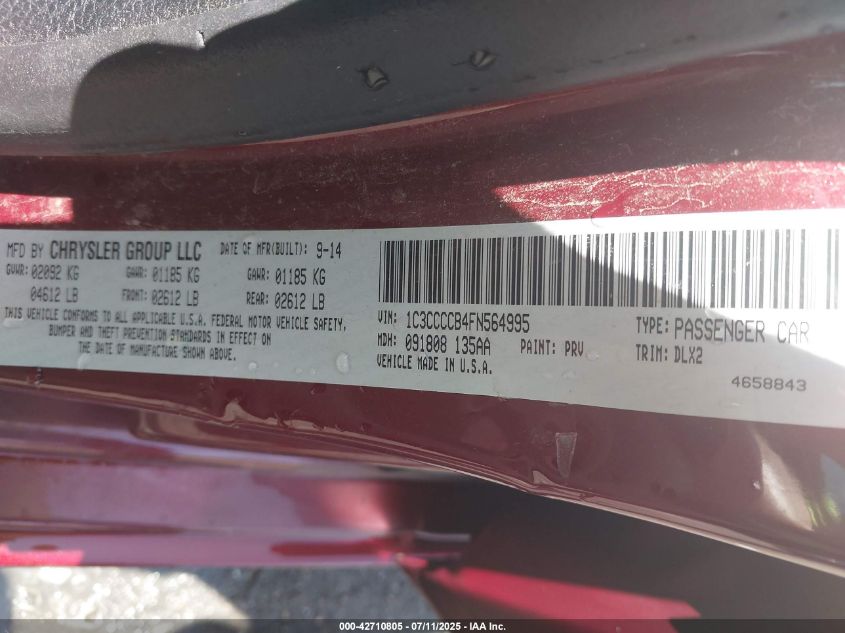 MFD BY CHRYSLER GROUP LLC DATE OF MFR(BUILT): 9-14
GVWR: 02092 KG GAWR: 01185 KG GAWR: 01185 KG
04612 LB FRONT: 02612 LB REAR: 02612 LB
THIS VEHICLE CONFORMS TO ALL APPLICABLE U.S.A. FEDERAL MOTOR VEHICLE SAFETY,
BUMPER AND THEFT PREVENTION STANDARDS IN EFFECT ON
THE DATE OF MANUFACTURE SHOWN ABOVE.
VIN: 1C3CCCCB4FN564995 TYPE: PASSENGER CAR
MDH: 091808 135AA PAINT: PRV TRIM: DLX2
VEHICLE MADE IN U.S.A.
4658843
000-42710805 - 07/11/2025 - IAA Inc.